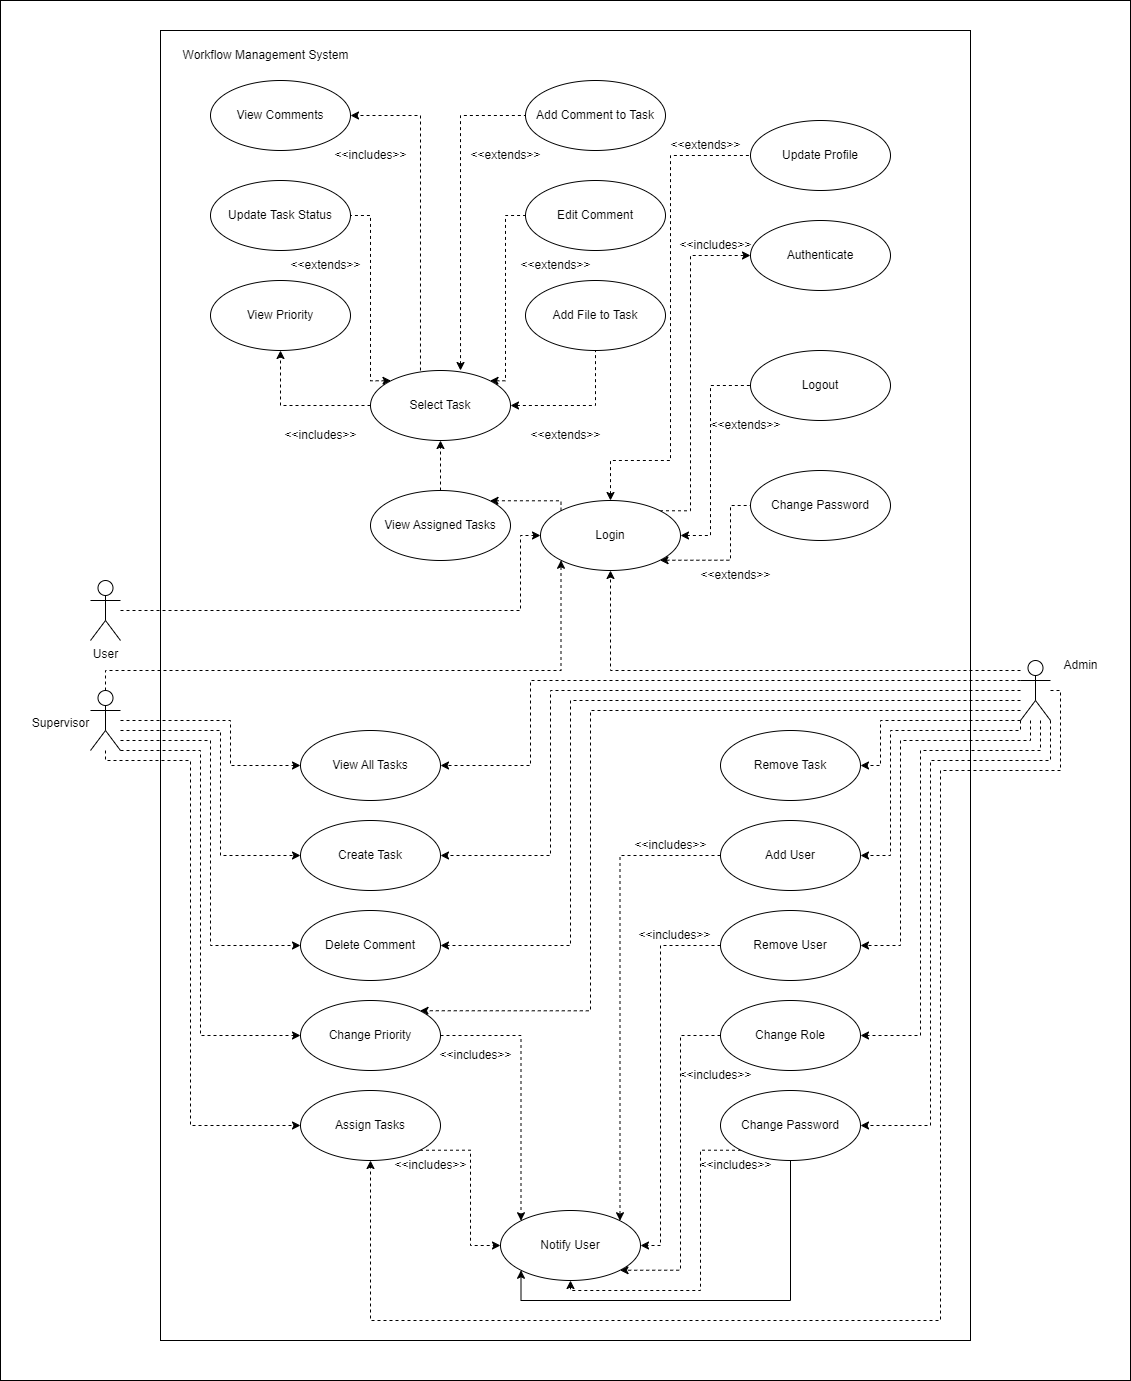 Workflow Management System
View Comments
Add Comment to Task
<<includes>>
<<extends>>
<<extends>>
Update Profile
Update Task Status
Edit Comment
<<includes>>
Authenticate
<<extends>>
<<extends>>
View Priority
Add File to Task
Logout
Select Task
<<extends>>
<<includes>>
<<extends>>
Change Password
View Assigned Tasks
Login
<<extends>>
User
Admin
Supervisor
View All Tasks
Remove Task
<<includes>>
Create Task
Add User
<<includes>>
Delete Comment
Remove User
Change Priority
Change Role
<<includes>>
<<includes>>
Assign Tasks
Change Password
<<includes>>
<<includes>>
Notify User